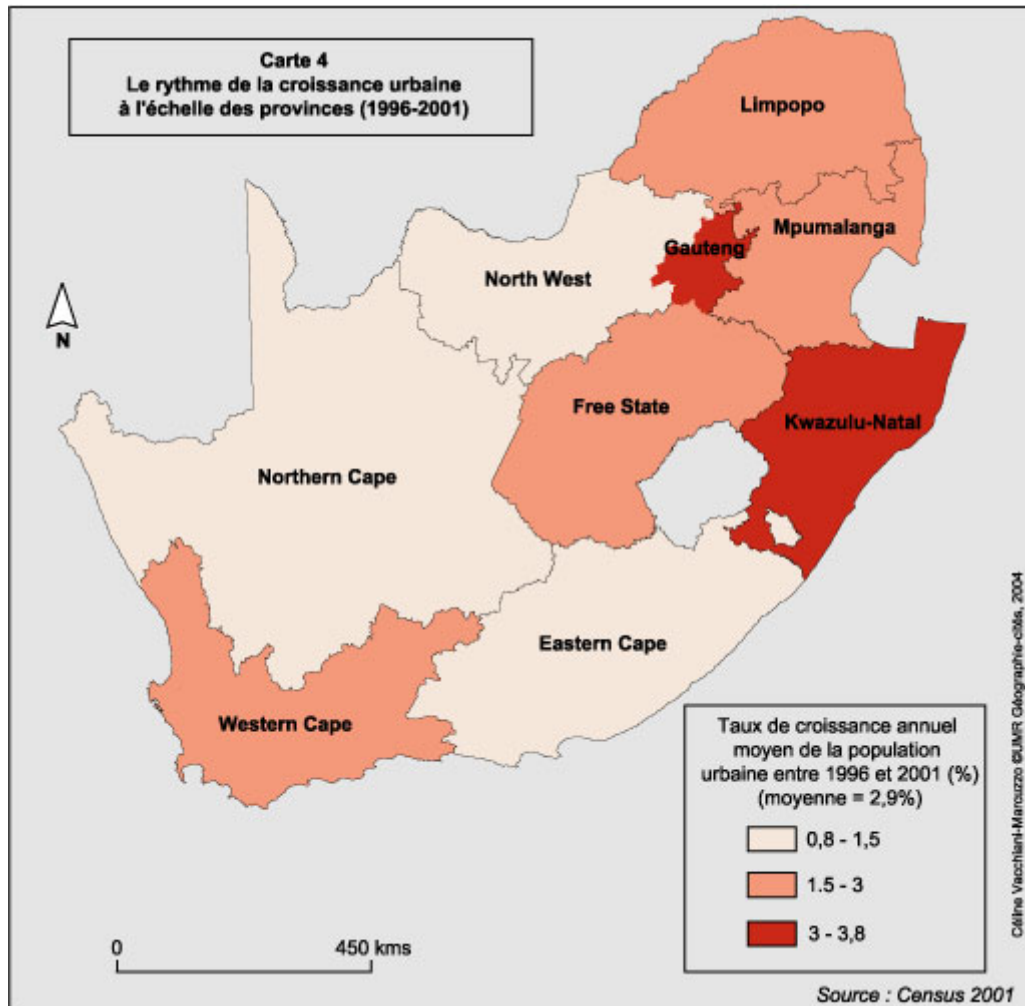 Carte 4
Le rythme de la croissance urbaine
à l'échelle des provinces (1996-2001)
Limpopo
Mpumalanga
Gauteng
North West
N
Free State
Kwazulu-Natal
Northern Cape
Eastern Cape
Western Cape
Taux de croissance annuel
moyen de la population
urbaine entre 1996 et 2001 (%)
(moyenne = 2,9%)
0,8 - 1,5
1.5 - 3
3 - 3,8
0 450 kms
Céline Vacchiani-Marcuzzo ©UMR Géographie-cités, 2004
Source : Census 2001